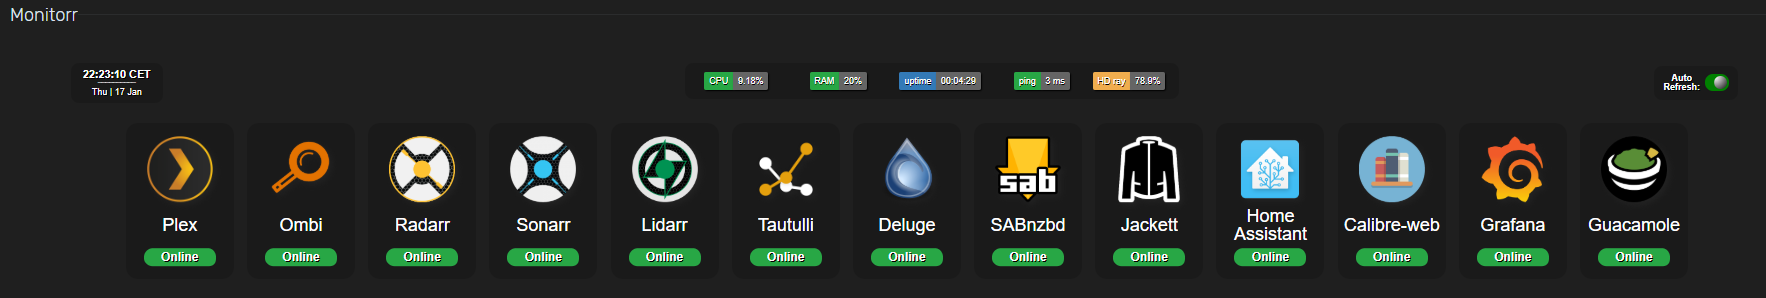 Monitorr
22:23:10 CET
Thu | 17 Jan
CPU 9.18%
RAM 20%
uptime 00:04:29
ping 3 ms
HD ray 78.9%
Auto
Refresh:
Plex
Online
Ombi
Online
Radarr
Online
Sonarr
Online
Lidarr
Online
Tautulli
Online
Deluge
Online
sab
SABnzbd
Online
Jackett
Online
Home
Assistant
Online
Calibre-web
Online
Grafana
Online
Guacamole
Online